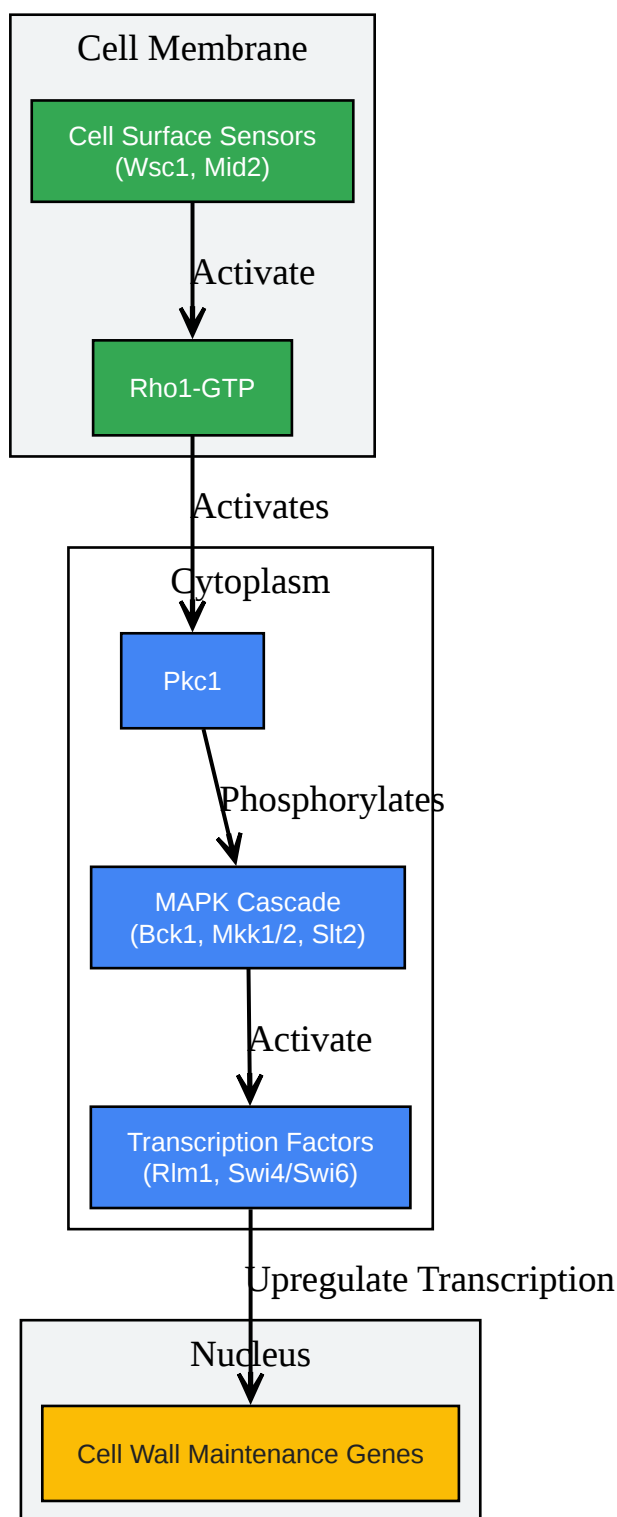 Cell Membrane
Cell Surface Sensors
(Wsc1, Mid2)
Activate
Rho1-GTP
Activates
Cytoplasm
Pkc1
Phosphorylates
MAPK Cascade
(Bck1, Mkk1/2, Slt2)
Activate
Transcription Factors
(Rlm1, Swi4/Swi6)
Upregulate Transcription
Nucleus
Cell Wall Maintenance Genes